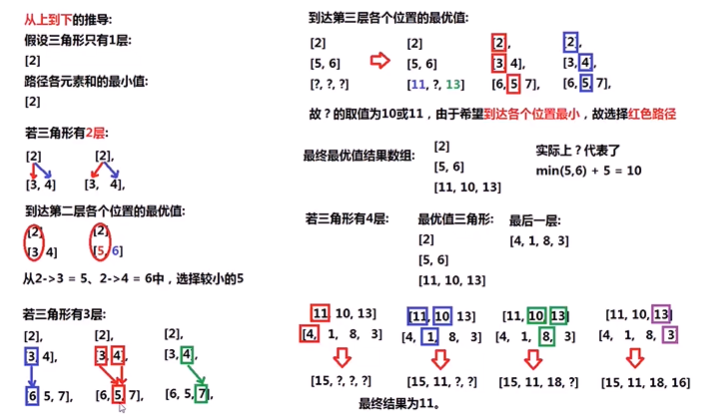 从上到下的推导:
假设三角形只有1层:
[2]
路径各元素和的最小值:
[2]
若三角形有2层:
[2] [2],
[3, 4] [3, 4],
到达第二层各个位置的最优值:
[2] [2]
[3, 4] [5, 6]
从2->3 = 5、2->4 = 6中，选择较小的5
若三角形有3层:
[2], [2], [2],
[3, 4], [3, 4], [3, 4],
[6, 5, 7], [6, 5, 7], [6, 5, 7],
到达第三层各个位置的最优值:
[2] [2] [2], [2],
[5, 6] [5, 6] [3, 4], [3, 4],
[?, ?, ?] [11, ?, 13] [6, 5, 7], [6, 5, 7],
故？的取值为10或11，由于希望到达各个位置最小，故选择红色路径
最终最优值结果数组:
[2]
[5, 6]
[11, 10, 13]
实际上？代表了
min(5,6) + 5 = 10
若三角形有4层:
最优值三角形:
[2]
[5, 6]
[11, 10, 13]
最后一层:
[4, 1, 8, 3]
11 10, 13] [11, 10 13] [11, 10 13] [11, 10, 13]
[4, 1, 8, 3] [4, 1, 8, 3] [4, 1, 8, 3] [4, 1, 8, 3
[15, ?, ?, ?] [15, 11, ?, ?] [15, 11, 18, ?] [15, 11, 18, 16]
最终结果为11。